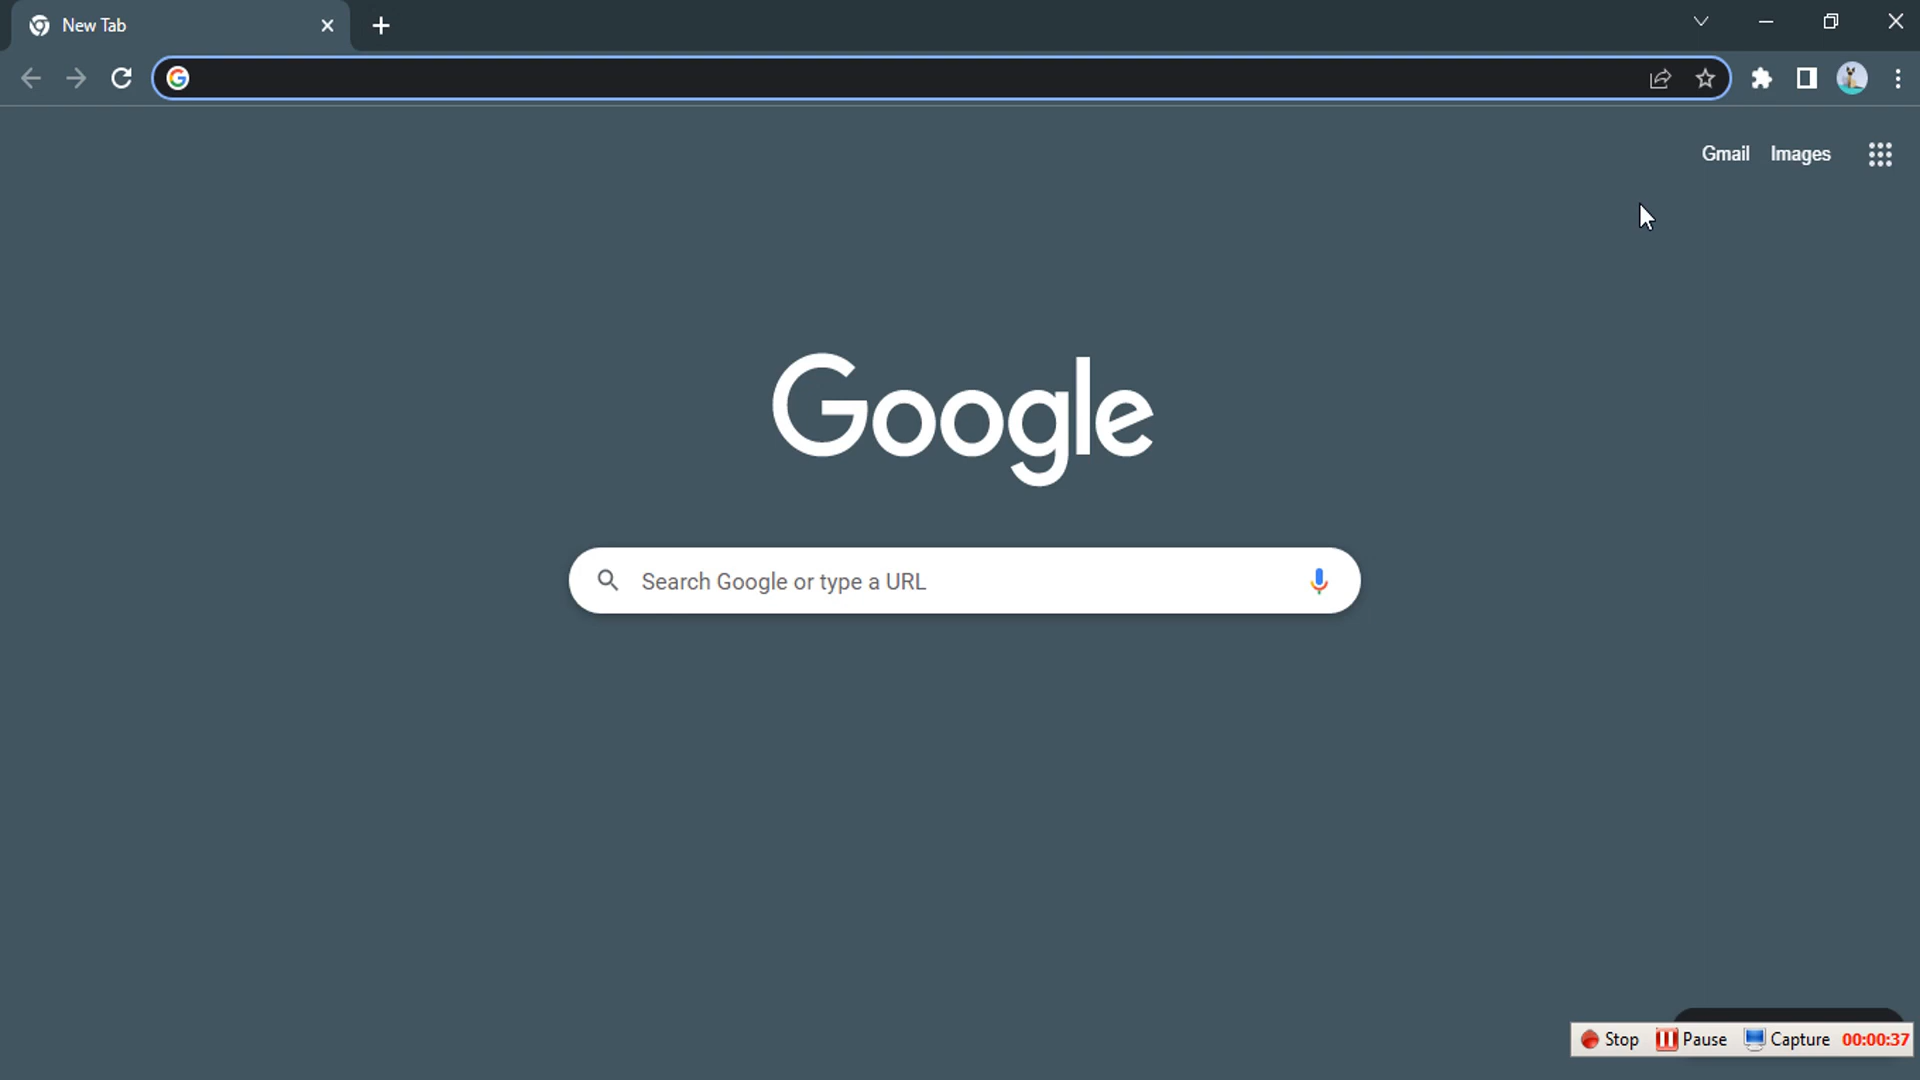 New Tab
Gmail Images
Google
Search Google or type a URL
Stop Pause Capture 00:00:37